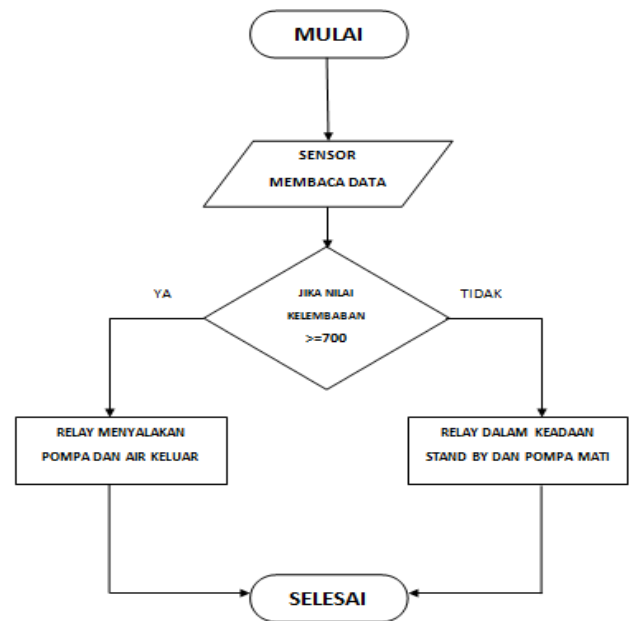 MULAI
SENSOR
MEMBACA DATA
JIKA NILAI
KELEMBABAN
>=700
YA
TIDAK
RELAY MENYALAKAN
POMPA DAN AIR KELUAR
RELAY DALAM KEADAAN
STAND BY DAN POMPA MATI
SELESAI